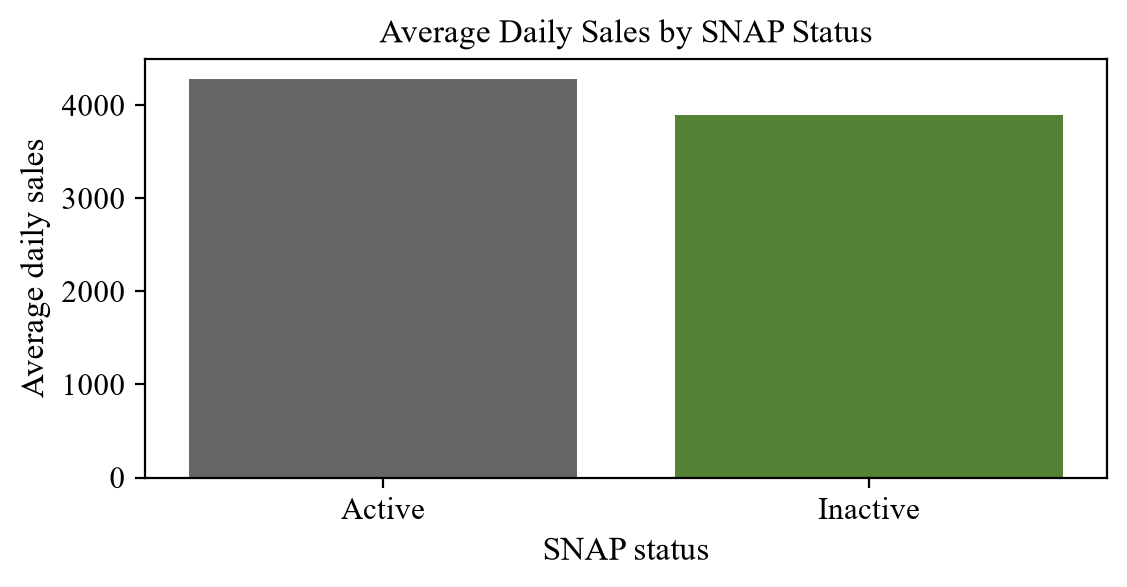 Average Daily Sales by SNAP Status
Average daily sales
4000
3000
2000
1000
0
Active
Inactive
SNAP status